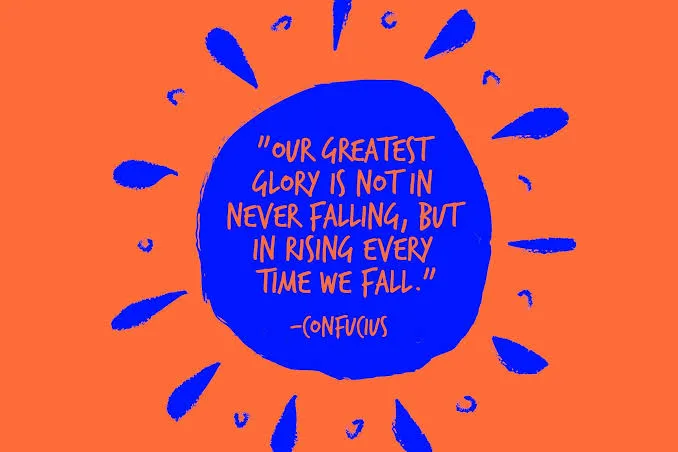 "OUR GREATEST
GLORY IS NOT IN
NEVER FALLING, BUT
IN RISING EVERY
TIME WE FALL."
-CONFUCIUS